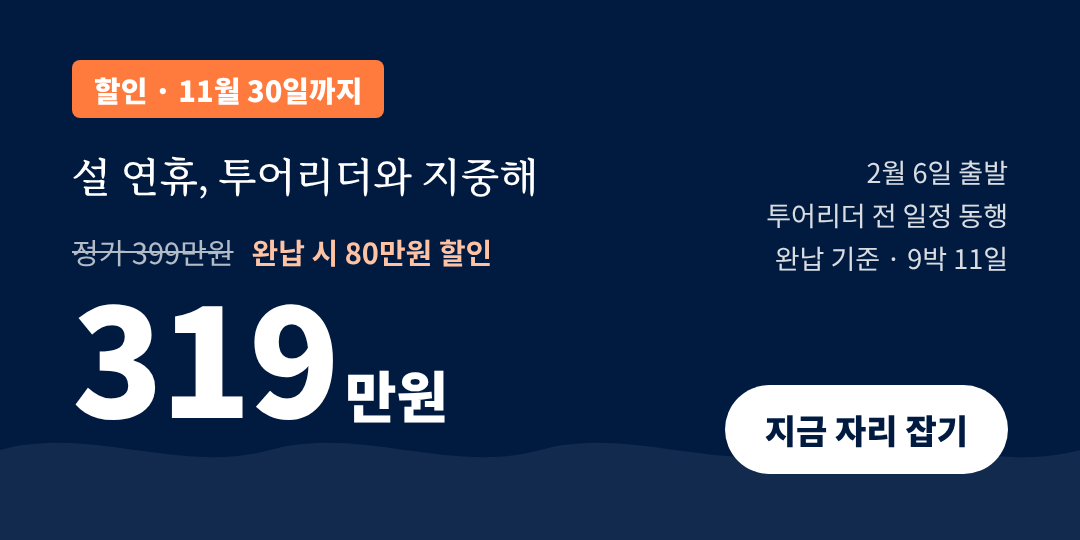 할인 · 11월 30일까지
설 연휴, 투어리더와 지중해
정가 399만원 완납 시 80만원 할인
319만원
2월 6일 출발
투어리더 전 일정 동행
완납 기준 · 9박 11일
지금 자리 잡기